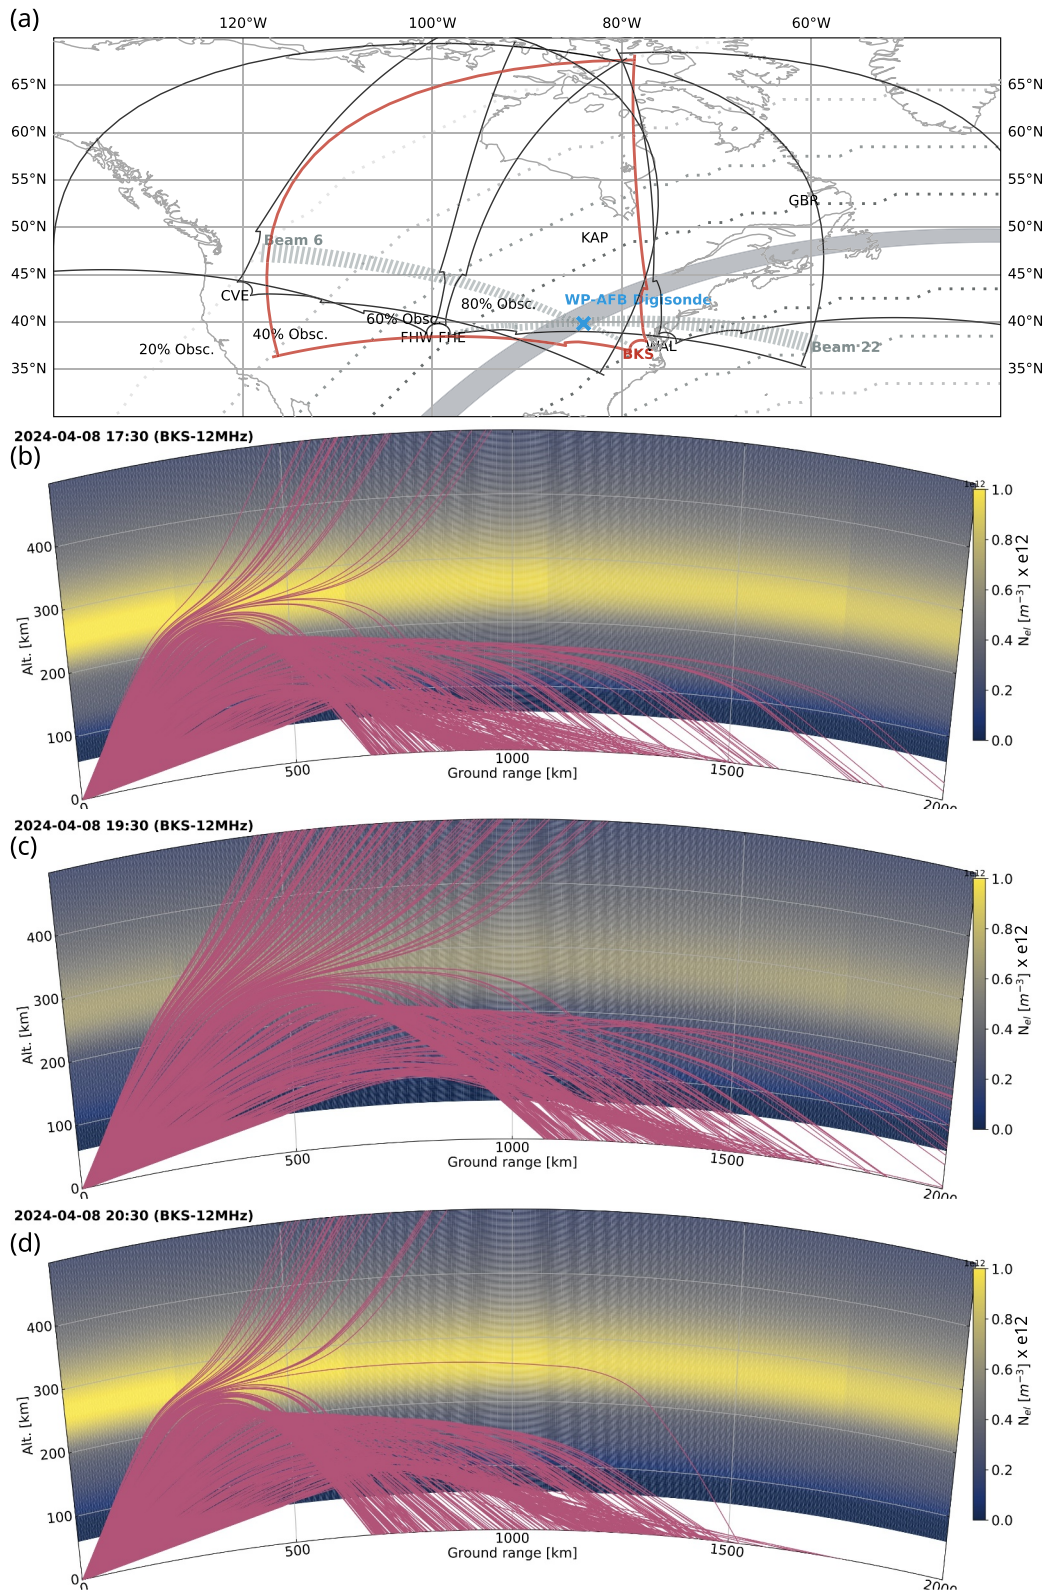 (a)
120°W 100°W 80°W 60°W
65°N 65°N
60°N 60°N
55°N 55°N
GBR
50°N 50°N
KAP
Beam 6
45°N 45°N
CVE
WP-AFB Digisonde
80% Obsc.
60% Obsc.
40°N 40°N
40% Obsc.
FHW FHE
20% Obsc.
BKS
WAL
Beam 22
35°N 35°N
2024-04-08 17:30 (BKS-12MHz)
(b)
1e12
1.0
0.8
0.6
0.4
0.2
0.0
Nel [m−3] x e12
400
300
200
100
0
Alt. [km]
0 500 1000 1500 2000
Ground range [km]
2024-04-08 19:30 (BKS-12MHz)
(c)
1e12
1.0
0.8
0.6
0.4
0.2
0.0
Nel [m−3] x e12
400
300
200
100
0
Alt. [km]
0 500 1000 1500 2000
Ground range [km]
2024-04-08 20:30 (BKS-12MHz)
(d)
1e12
1.0
0.8
0.6
0.4
0.2
0.0
Nel [m−3] x e12
400
300
200
100
0
Alt. [km]
0 500 1000 1500 2000
Ground range [km]